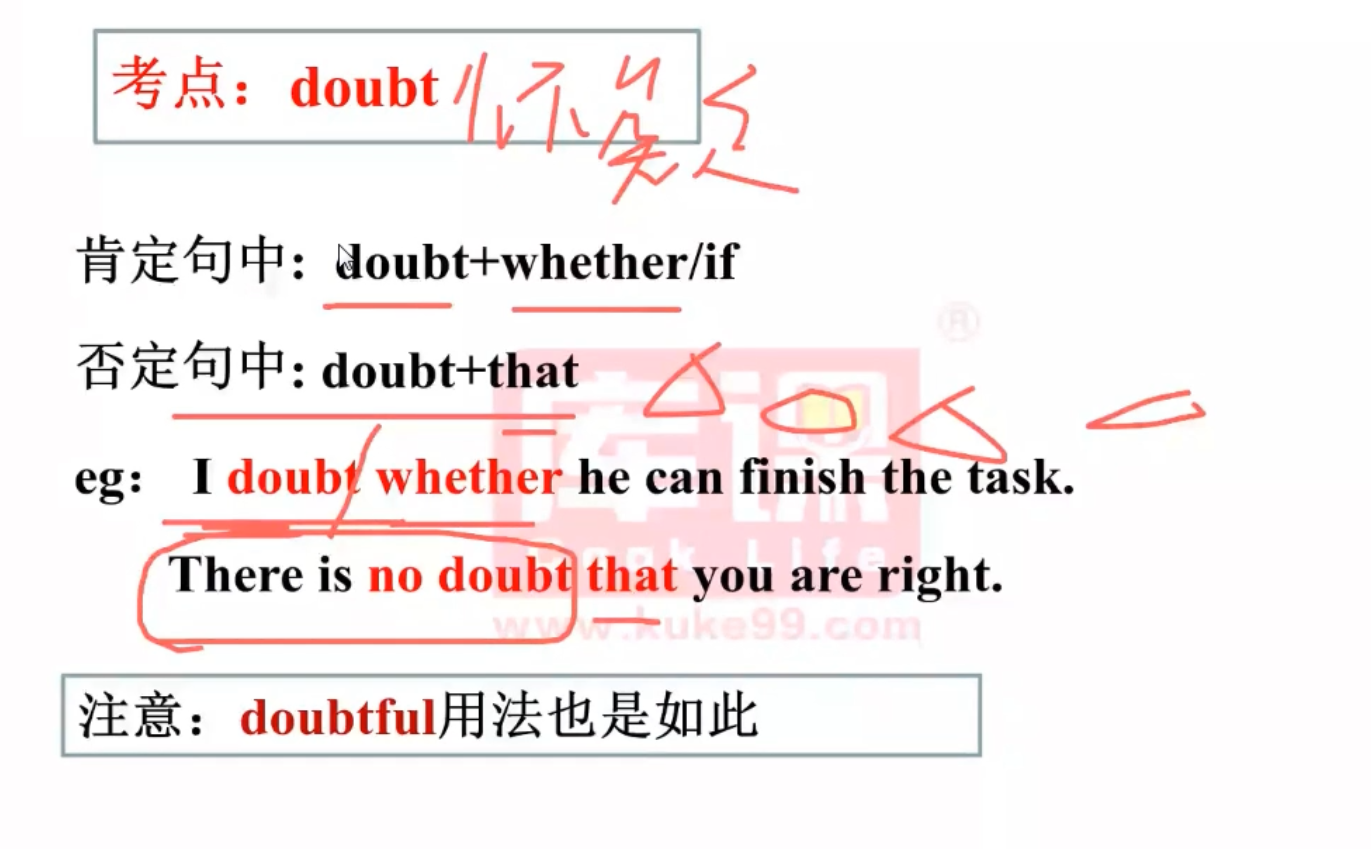 考点：doubt 怀疑
肯定句中：doubt+whether/if
否定句中: doubt+that
eg： I doubt whether he can finish the task.
There is no doubt that you are right.
注意：doubtful用法也是如此
库课
Book Life
®
www.kuke99.com